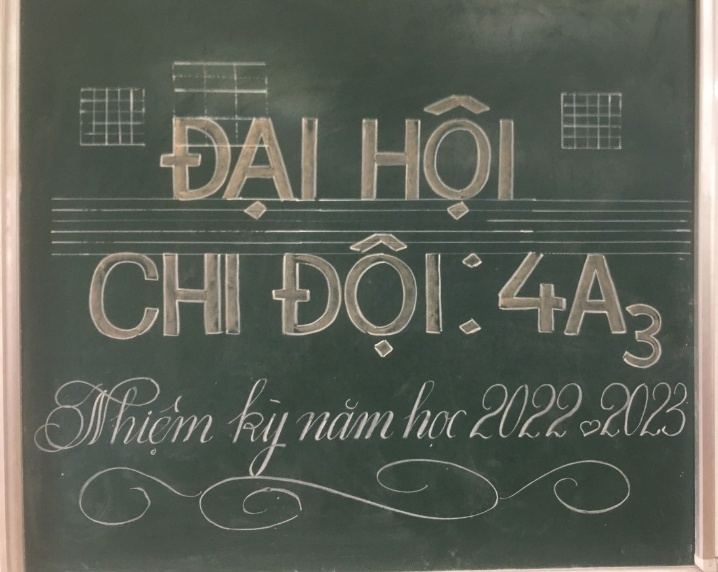 ĐẠI HỘI
CHI ĐỘI : 4A3
Nhiệm kỳ năm học 2022 ♡ 2023